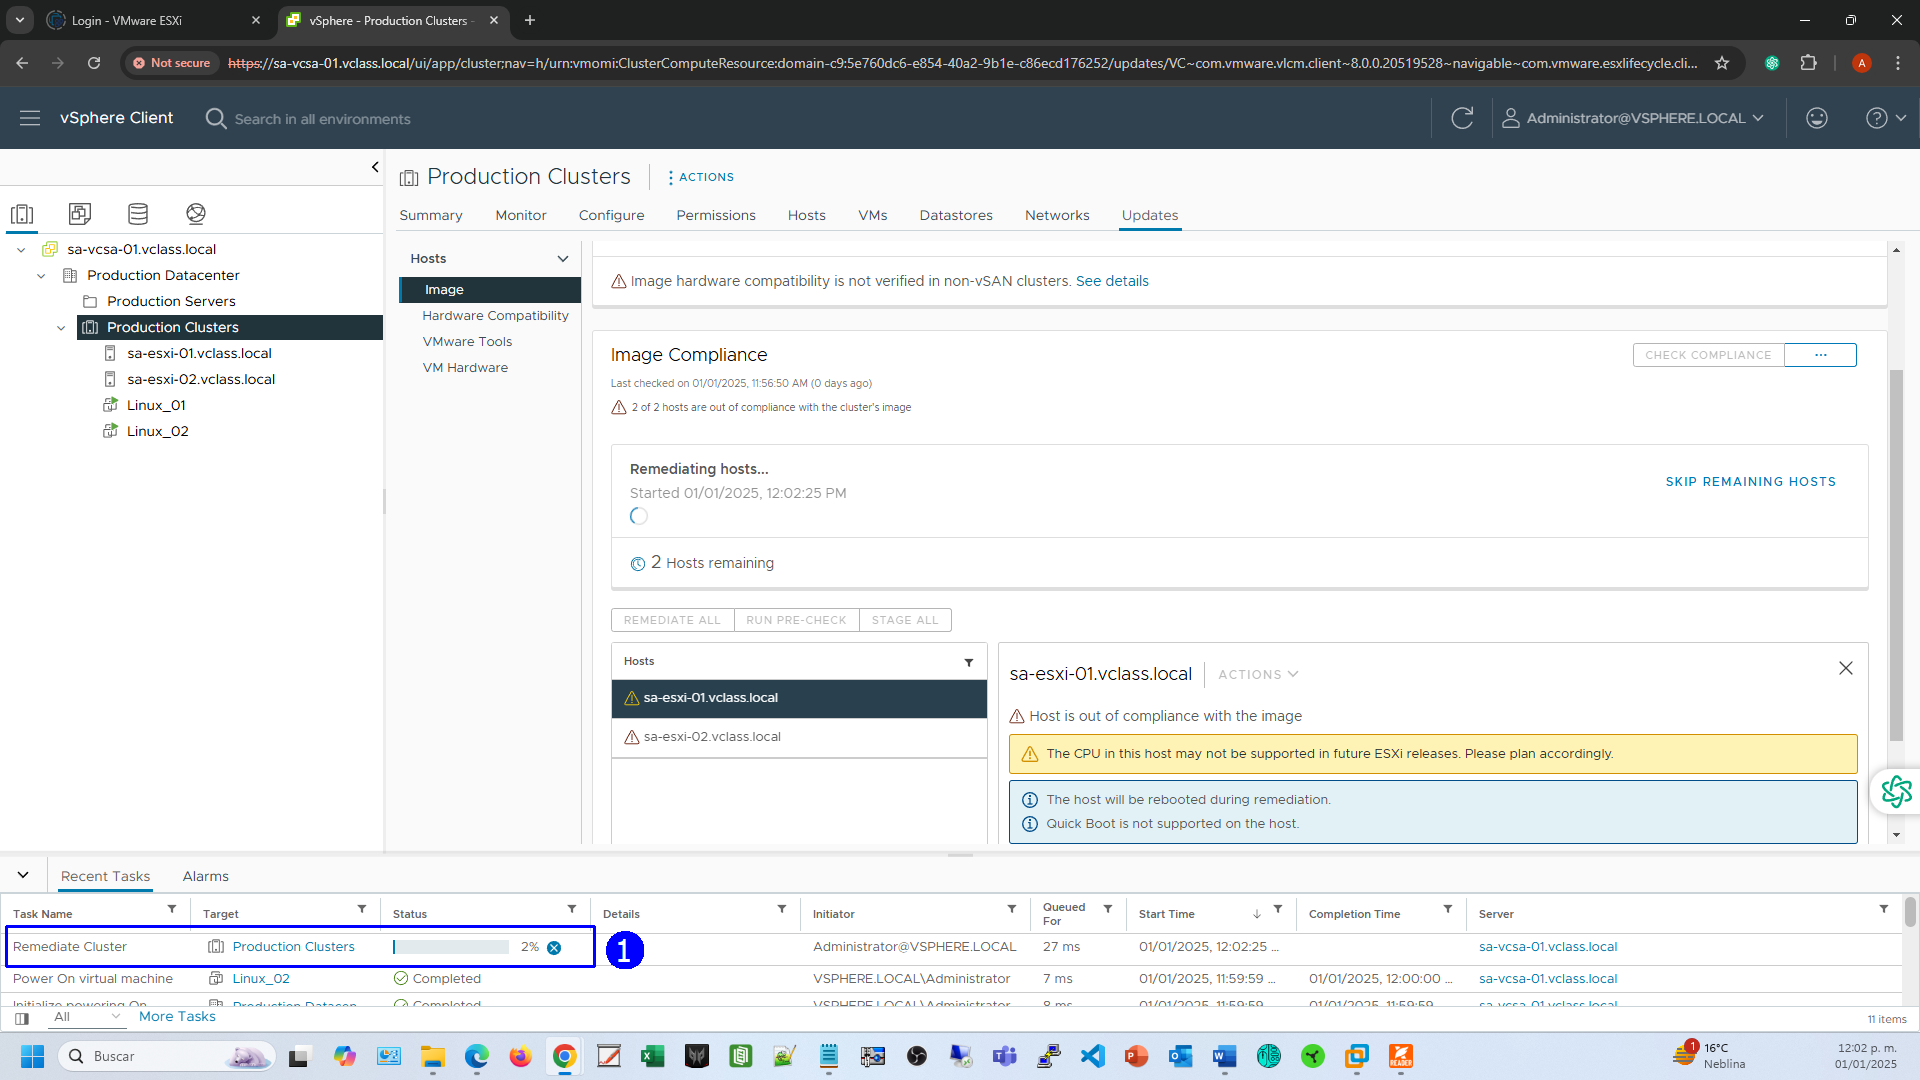 Login - VMware ESXi
vSphere - Production Clusters -
Not secure
https://sa-vcsa-01.vclass.local/ui/app/cluster;nav=h/urn:vmomi:ClusterComputeResource:domain-c9:5e760dc6-e854-40a2-9b1e-c86ecd176252/updates/VC~com.vmware.vlcm.client~8.0.0.20519528~navigable~com.vmware.esxlifecycle.cli...
A
vSphere Client
Search in all environments
Administrator@VSPHERE.LOCAL
Production Clusters
ACTIONS
Summary Monitor Configure Permissions Hosts VMs Datastores Networks Updates
sa-vcsa-01.vclass.local
Production Datacenter
Production Servers
Production Clusters
sa-esxi-01.vclass.local
sa-esxi-02.vclass.local
Linux_01
Linux_02
Hosts
Image
Hardware Compatibility
VMware Tools
VM Hardware
Image hardware compatibility is not verified in non-vSAN clusters. See details
Image Compliance
CHECK COMPLIANCE ...
Last checked on 01/01/2025, 11:56:50 AM (0 days ago)
2 of 2 hosts are out of compliance with the cluster's image
Remediating hosts...
Started 01/01/2025, 12:02:25 PM
SKIP REMAINING HOSTS
2 Hosts remaining
REMEDIATE ALL RUN PRE-CHECK STAGE ALL
Hosts
sa-esxi-01.vclass.local
sa-esxi-02.vclass.local
sa-esxi-01.vclass.local
ACTIONS
Host is out of compliance with the image
The CPU in this host may not be supported in future ESXi releases. Please plan accordingly.
The host will be rebooted during remediation.
Quick Boot is not supported on the host.
Recent Tasks Alarms
Task Name Target Status Details Initiator Queued For Start Time Completion Time Server
Remediate Cluster Production Clusters 2% 1 Administrator@VSPHERE.LOCAL 27 ms 01/01/2025, 12:02:25 ... sa-vcsa-01.vclass.local
Power On virtual machine Linux_02 Completed VSPHERE.LOCAL\Administrator 7 ms 01/01/2025, 11:59:59 ... 01/01/2025, 12:00:00 ... sa-vcsa-01.vclass.local
Initialize powering On Production Datacen Completed VSPHERE.LOCAL\Administrator 8 ms 01/01/2025, 11:59:59 01/01/2025, 11:59:59 sa-vcsa-01.vclass.local
All More Tasks
11 items
Buscar
1
16°C
Neblina
12:02 p. m.
01/01/2025